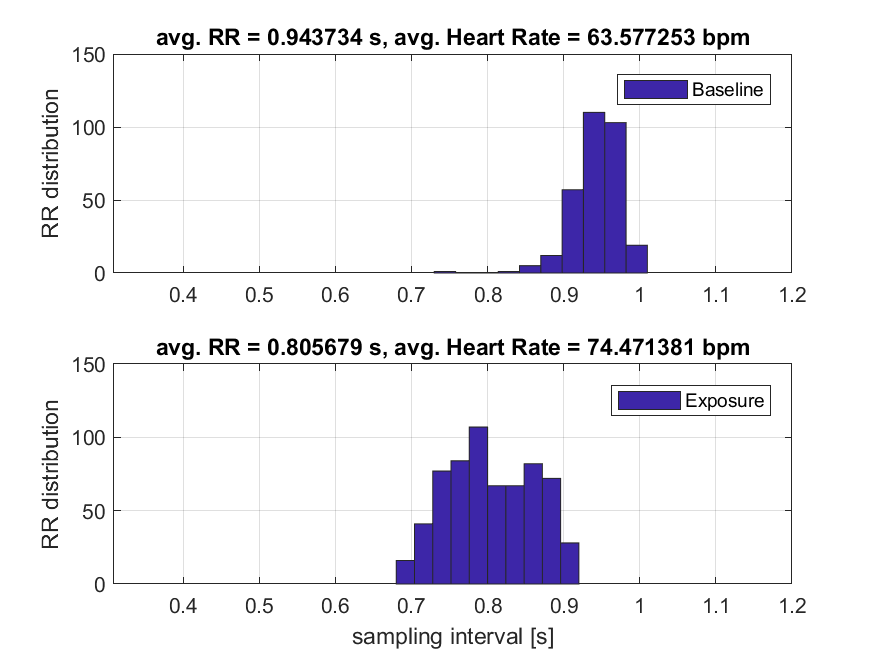 avg. RR = 0.943734 s, avg. Heart Rate = 63.577253 bpm
150
100
50
0
RR distribution
Baseline
0.4 0.5 0.6 0.7 0.8 0.9 1 1.1 1.2
avg. RR = 0.805679 s, avg. Heart Rate = 74.471381 bpm
150
100
50
0
RR distribution
Exposure
0.4 0.5 0.6 0.7 0.8 0.9 1 1.1 1.2
sampling interval [s]